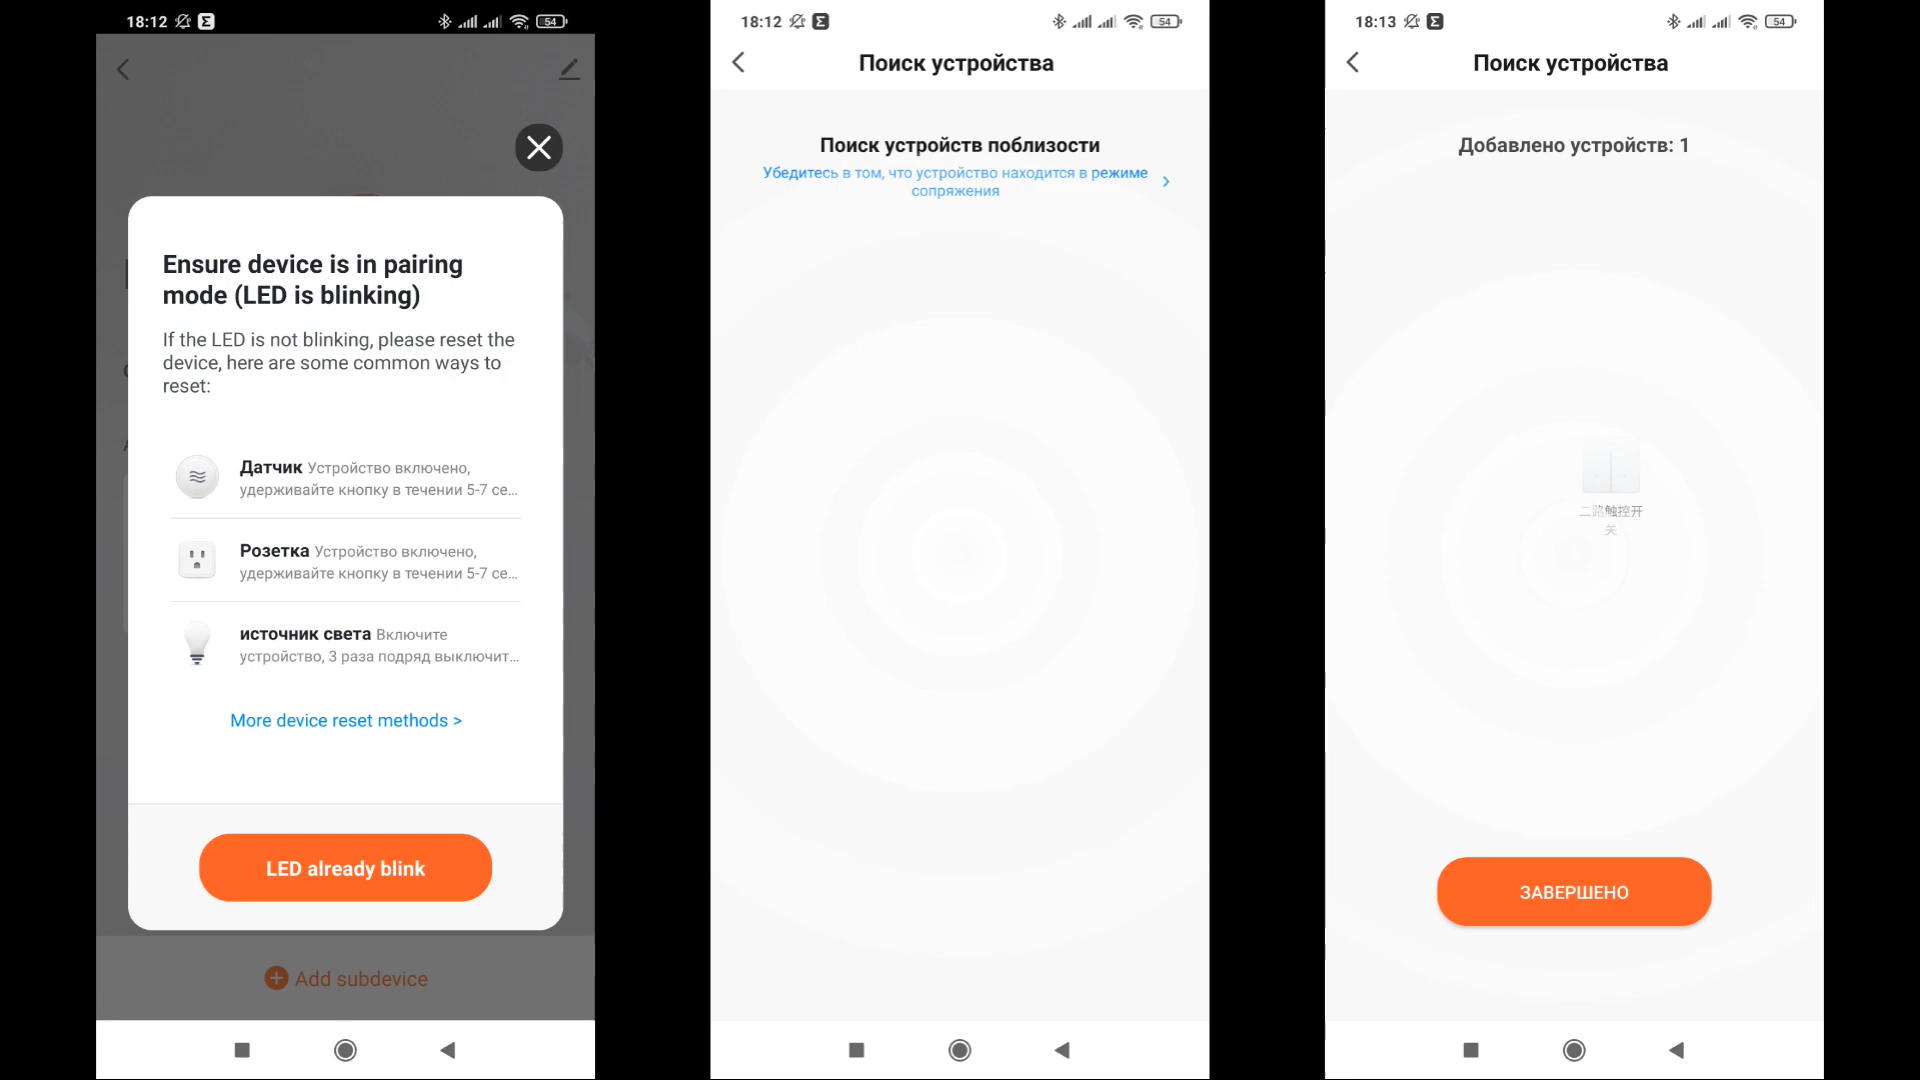 18:12
54
Ensure device is in pairing
mode (LED is blinking)
If the LED is not blinking, please reset the
device, here are some common ways to
reset:
Датчик Устройство включено,
удерживайте кнопку в течении 5-7 се...
Розетка Устройство включено,
удерживайте кнопку в течении 5-7 се...
источник света Включите
устройство, 3 раза подряд выключит...
More device reset methods >
LED already blink
Add subdevice
18:12
54
Поиск устройства
Поиск устройств поблизости
Убедитесь в том, что устройство находится в режиме
сопряжения
18:13
54
Поиск устройства
Добавлено устройств: 1
二路触控开
关
ЗАВЕРШЕНО